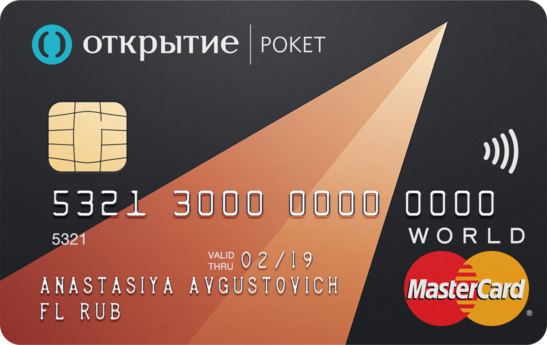 открытие РОКЕТ
5321 3000 0000 0000
5321
WORLD
VALID THRU 02/19
ANASTASIYA AVGUSTOVICH
FL RUB
MasterCard